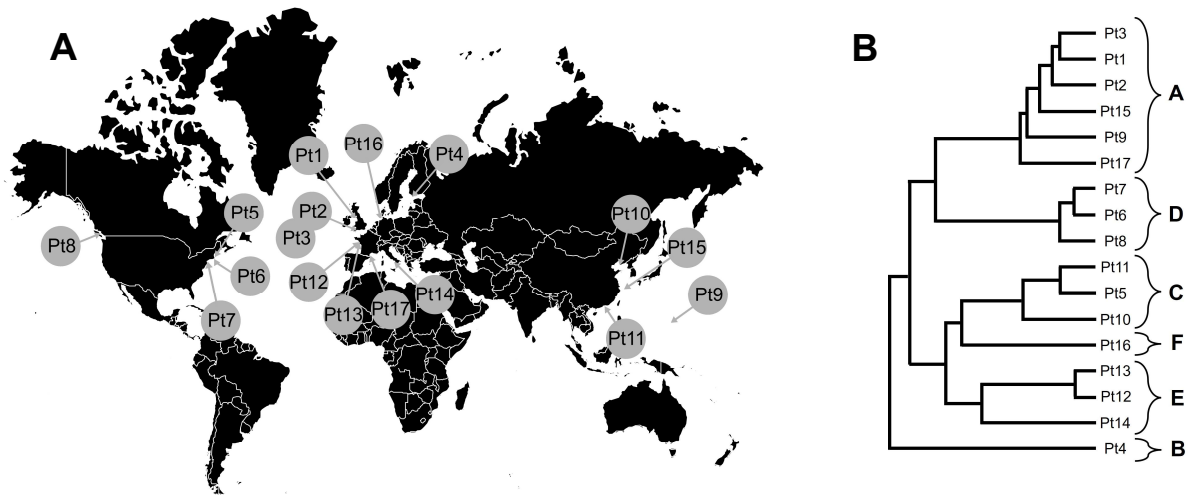 A
Pt1
Pt16
Pt4
Pt5
Pt2
Pt10
Pt8
Pt3
Pt15
Pt6
Pt12
Pt9
Pt7
Pt13
Pt17
Pt14
Pt11
B
Pt3
Pt1
Pt2
Pt15
Pt9
Pt17
A
Pt7
Pt6
Pt8
D
Pt11
Pt5
Pt10
C
Pt16
F
Pt13
Pt12
Pt14
E
Pt4
B